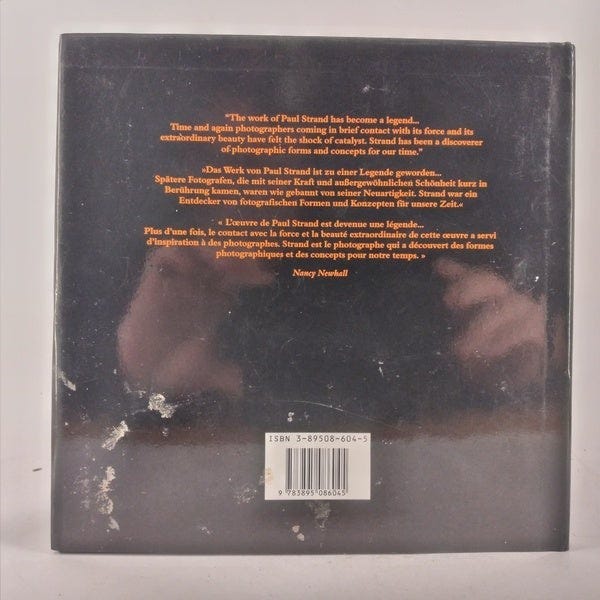 "The work of Paul Strand has become a legend...
Time and again photographers coming in brief contact with its force and its
extraordinary beauty have felt the shock of catalyst. Strand has been a discoverer
of photographic forms and concepts for our time."
»Das Werk von Paul Strand ist zu einer Legende geworden...
Spätere Fotografen, die mit seiner Kraft und außergewöhnlichen Schönheit kurz in
Berührung kamen, waren wie gebannt von seiner Neuartigkeit. Strand war ein
Entdecker von fotografischen Formen und Konzepten für unsere Zeit.«
« L'œuvre de Paul Strand est devenue une légende...
Plus d'une fois, le contact avec la force et la beauté extraordinaire de cette œuvre a servi
d'inspiration à des photographes. Strand est le photographe qui a découvert des formes
photographiques et des concepts pour notre temps. »
Nancy Newhall
ISBN 3-89508-604-5
9 783895 086045